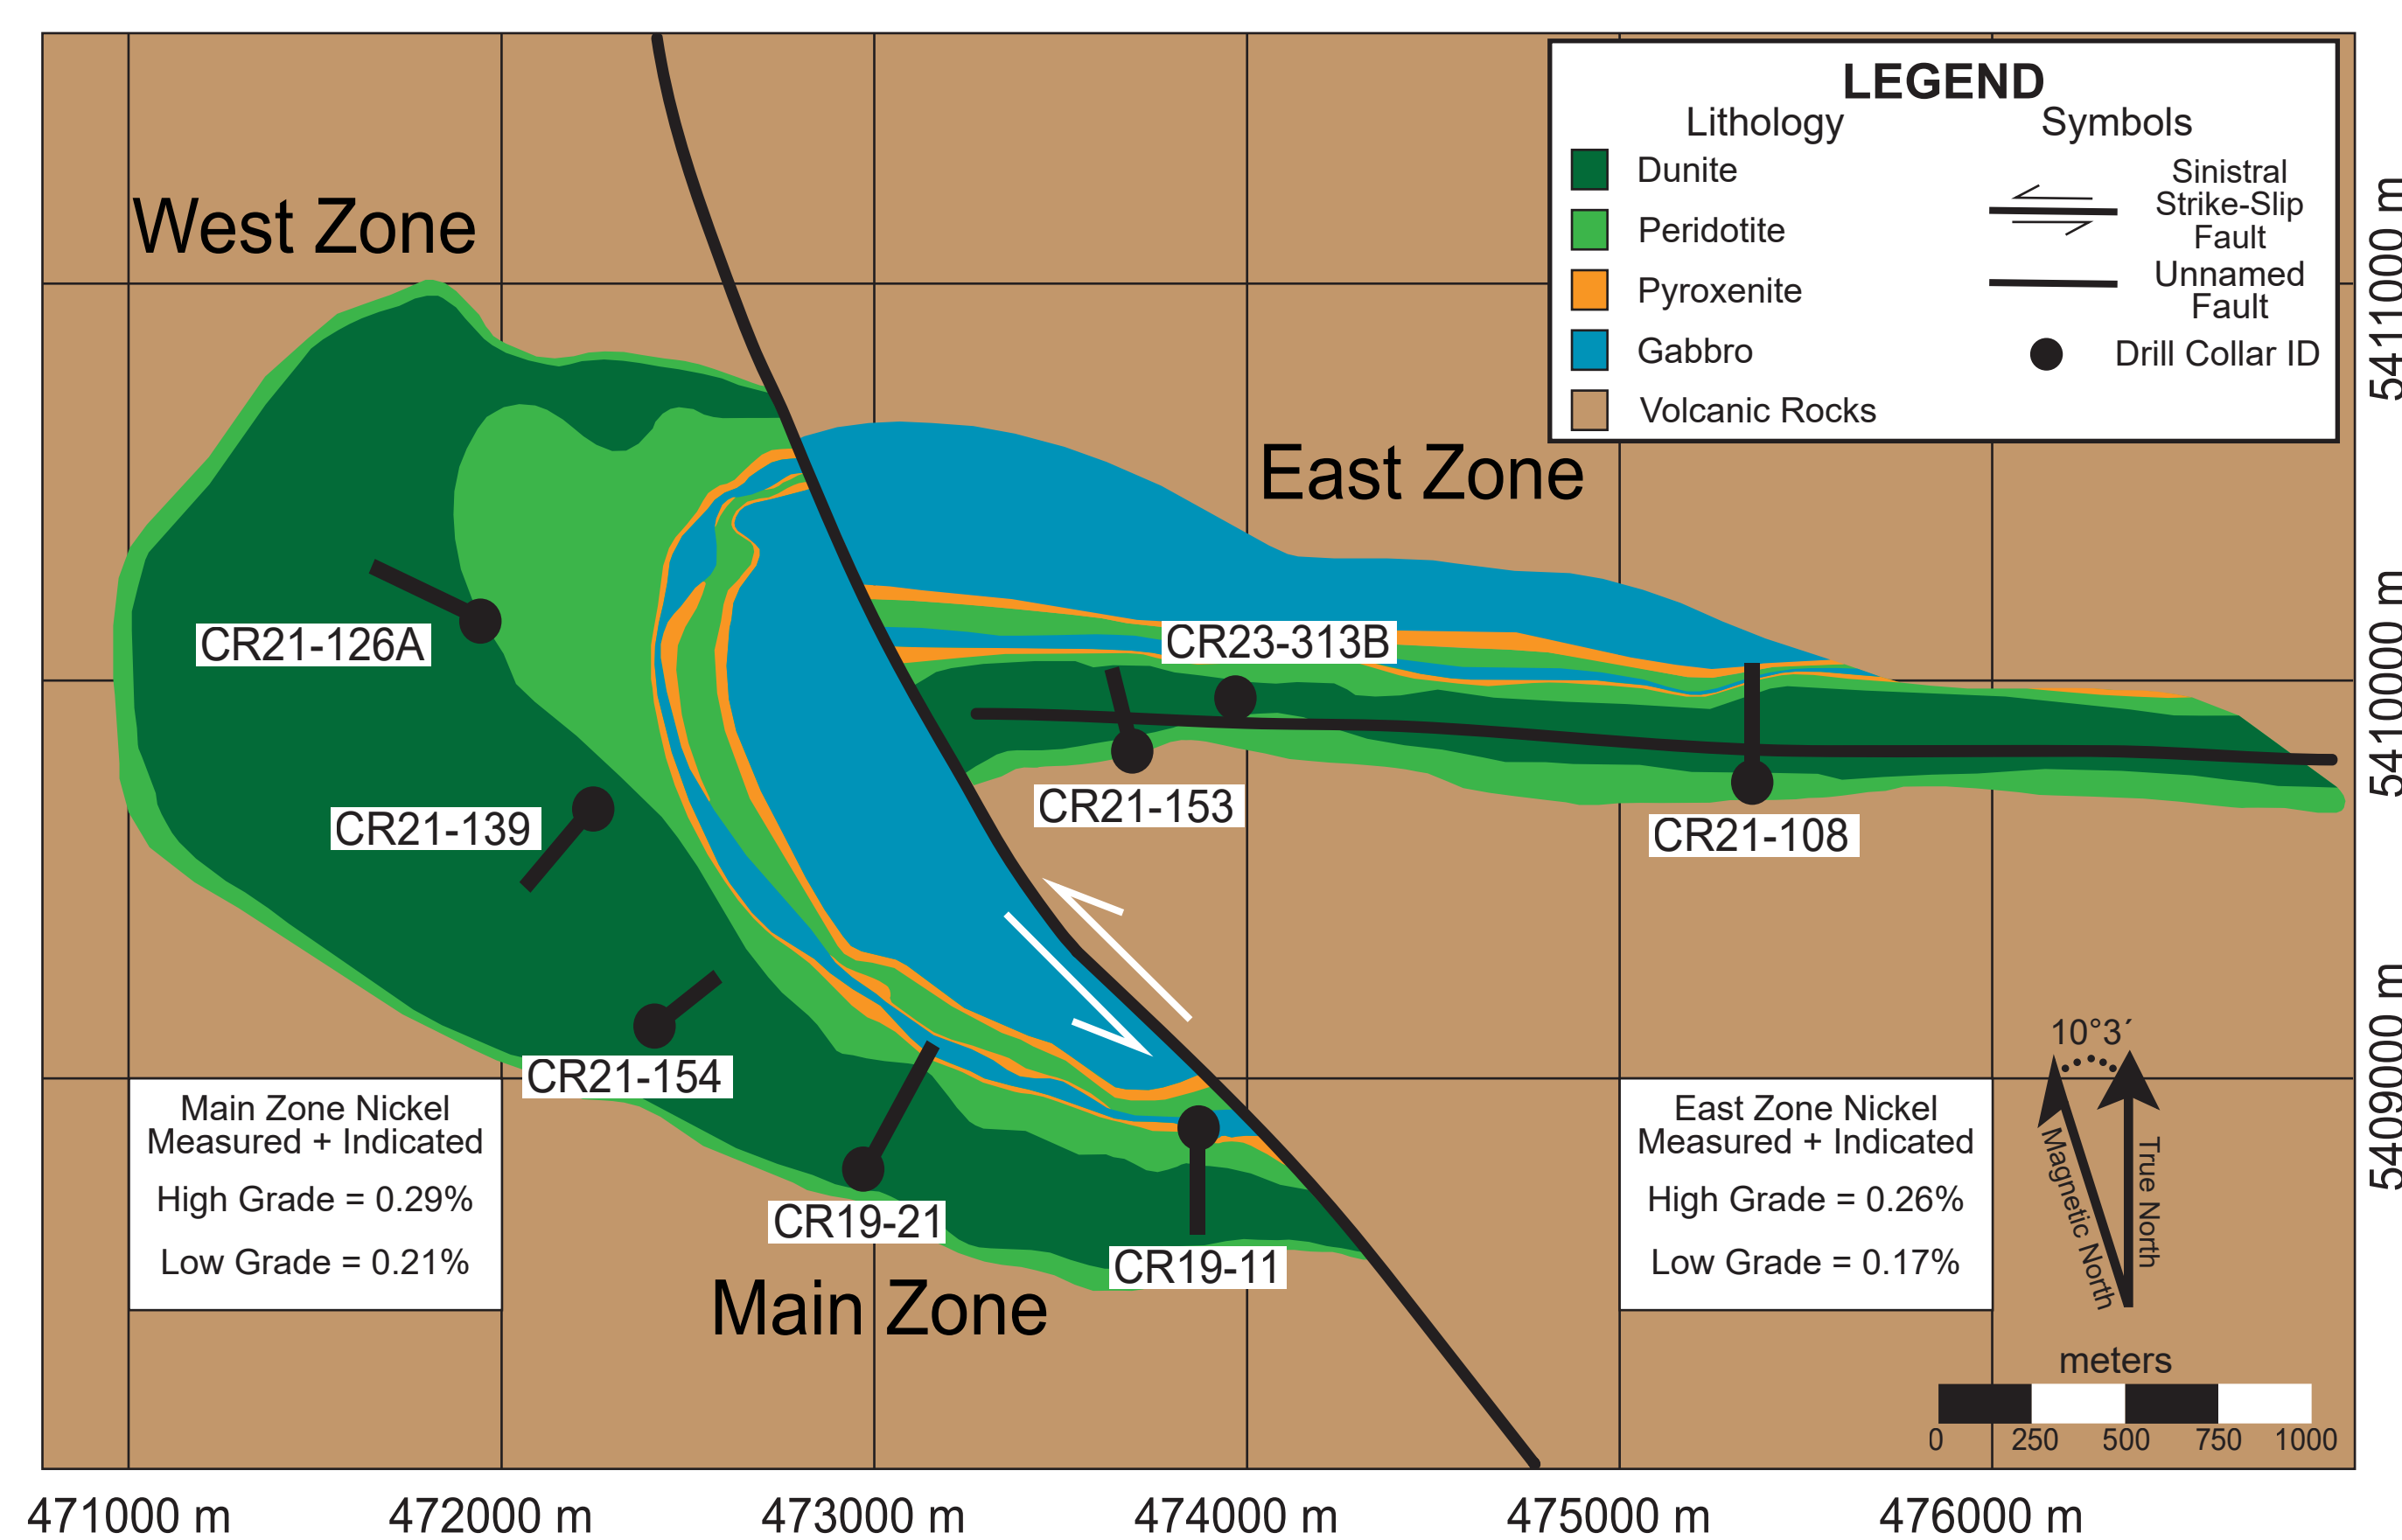 LEGEND
Lithology
Symbols
Dunite
Peridotite
Pyroxenite
Gabbro
Volcanic Rocks
Sinistral
Strike-Slip
Fault
Unnamed
Fault
Drill Collar ID
West Zone
East Zone
Main Zone
CR21-126A
CR23-313B
CR21-153
CR21-139
CR21-108
CR21-154
CR19-21
CR19-11
Main Zone Nickel
Measured + Indicated
High Grade = 0.29%
Low Grade = 0.21%
East Zone Nickel
Measured + Indicated
High Grade = 0.26%
Low Grade = 0.17%
10°3´
Magnetic North
True North
meters
0 250 500 750 1000
5411000 m
5410000 m
5409000 m
471000 m 472000 m 473000 m 474000 m 475000 m 476000 m